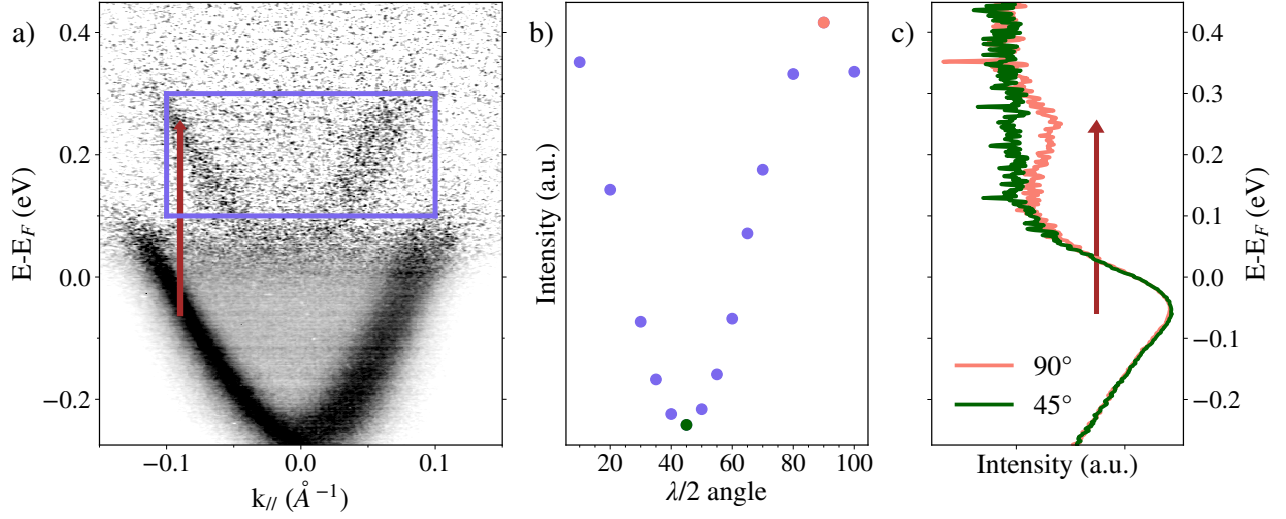 a)
0.4
0.2
0.0
−0.2
E-E_F (eV)
−0.1
0.0
0.1
k_// (Å⁻¹)
b)
Intensity (a.u.)
20
40
60
80
100
λ/2 angle
c)
90°
45°
Intensity (a.u.)
0.4
0.3
0.2
0.1
0.0
−0.1
−0.2
E-E_F (eV)